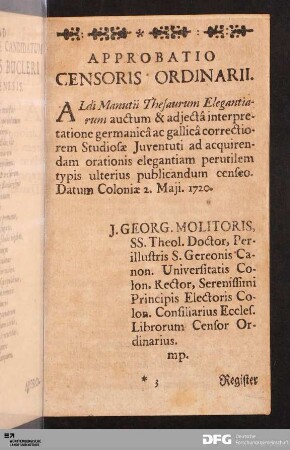 APPROBATIO
CENSORIS ORDINARII.
ALdi Manutii Thesaurum Elegantia-
rum auctum & adjectâ interpre-
tatione germanicâ ac gallicâ correctio-
rem Studiosæ Juventuti ad acquiren-
dam orationis elegantiam perutilem
typis ulterius publicandum censeo.
Datum Coloniæ 2. Maji. 1720.
J. GEORG. MOLITORIS,
SS. Theol. Doctor, Per-
illustris S. Gereonis Ca-
non. Universitatis Co-
lon. Rector, Serenissimi
Principis Electoris Co-
lon. Consiliarius Eccles.
Librorum Censor Or-
dinarius.
mp.
* 3 Register
DFG